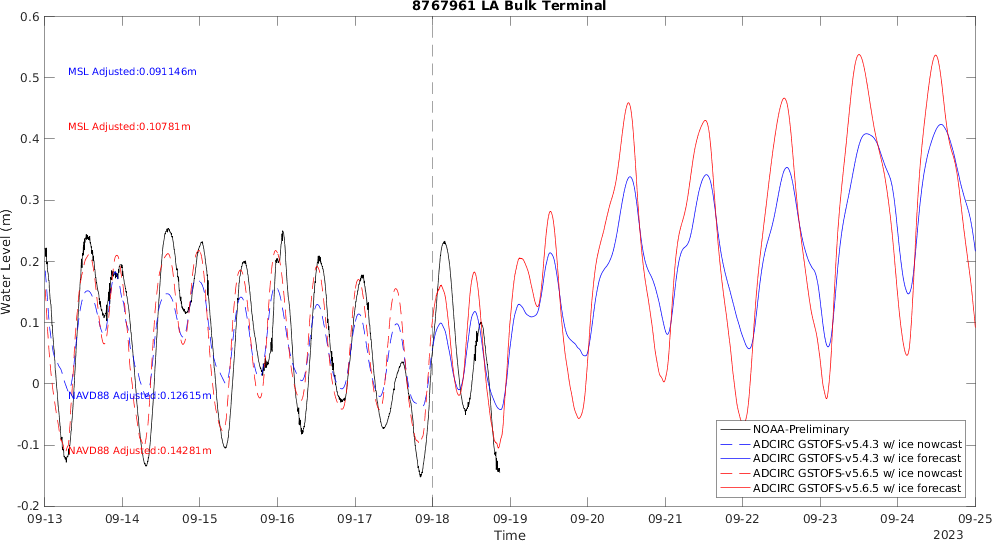 8767961 LA Bulk Terminal
0.6
0.5
0.4
0.3
0.2
0.1
0
-0.1
-0.2
Water Level (m)
MSL Adjusted:0.091146m
MSL Adjusted:0.10781m
NAVD88 Adjusted:0.12615m
NAVD88 Adjusted:0.14281m
NOAA-Preliminary
ADCIRC GSTOFS-v5.4.3 w/ ice nowcast
ADCIRC GSTOFS-v5.4.3 w/ ice forecast
ADCIRC GSTOFS-v5.6.5 w/ ice nowcast
ADCIRC GSTOFS-v5.6.5 w/ ice forecast
09-13 09-14 09-15 09-16 09-17 09-18 09-19 09-20 09-21 09-22 09-23 09-24 09-25
Time
2023